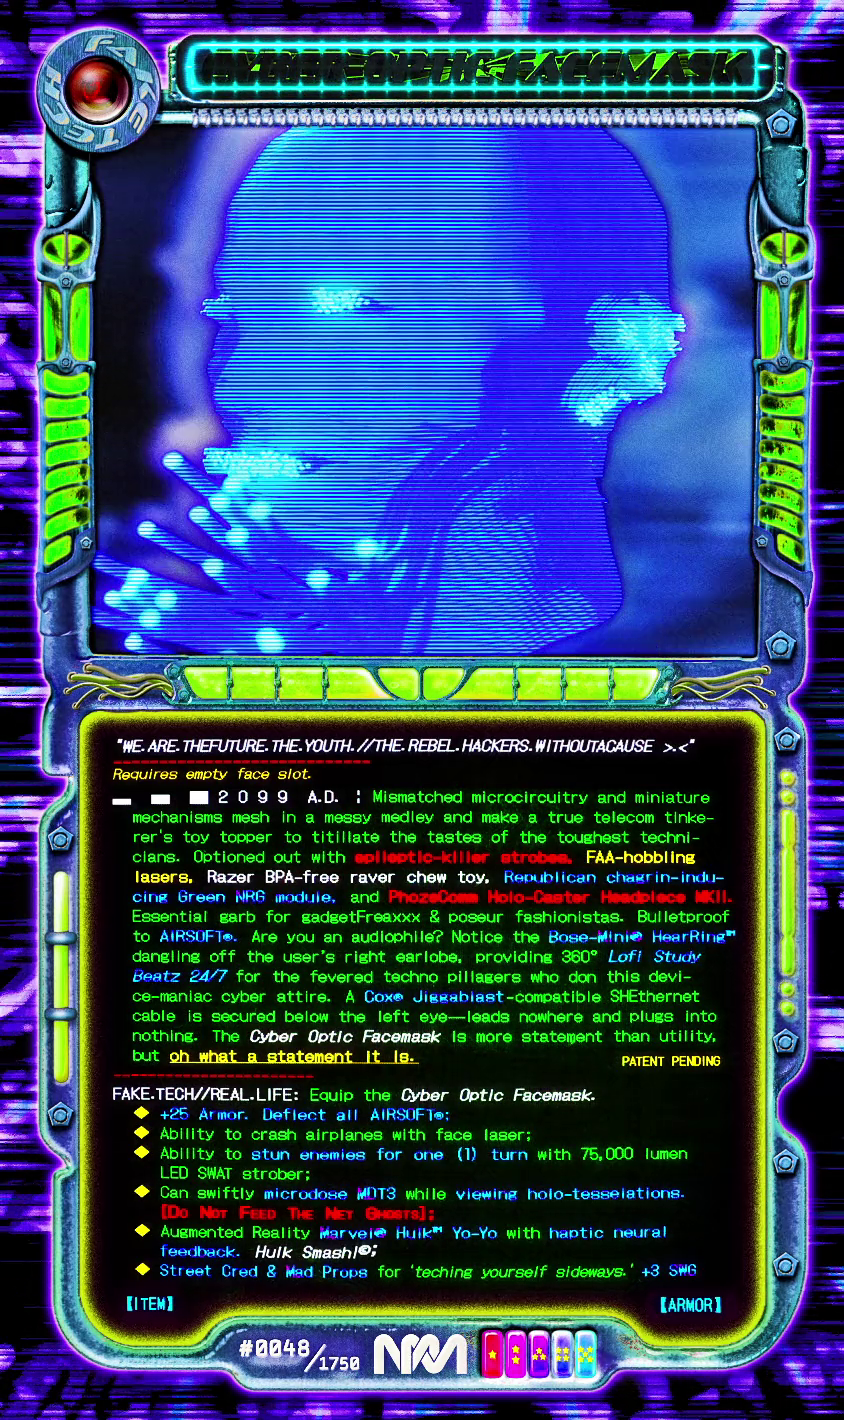 FAKE TECH
OPTIC FACEMASK
"WE.ARE.THEFUTURE.THE.YOUTH.//THE.REBEL.HACKERS.WITHOUTACAUSE >.<"
Requires empty face slot.
2099 A.D. ¦ Mismatched microcircuitry and miniature
mechanisms mesh in a messy medley and make a true telecom tinke-
rer's toy topper to titillate the tastes of the toughest techni-
cians. Optioned out with epileptic-killer strobes, FAA-hobbling
lasers, Razer BPA-free raver chew toy, Republican chagrin-indu-
cing Green NRG module, and PhozeComm Holo-Caster Headpiece MKII.
Essential garb for gadgetFreaxxx & poseur fashionistas. Bulletproof
to AIRSOFT®. Are you an audiophile? Notice the Bose-Mini® HearRing™
dangling off the user's right earlobe, providing 360° Lofi Study
Beatz 24/7 for the fevered techno pillagers who don this devi-
ce-maniac cyber attire. A Cox® Jiggablast-compatible SHEthernet
cable is secured below the left eye—leads nowhere and plugs into
nothing. The Cyber Optic Facemask is more statement than utility,
but oh what a statement it is.
PATENT PENDING
FAKE.TECH//REAL.LIFE: Equip the Cyber Optic Facemask.
+25 Armor. Deflect all AIRSOFT®;
Ability to crash airplanes with face laser;
Ability to stun enemies for one (1) turn with 75,000 lumen
LED SWAT strober;
Can swiftly microdose MDT3 while viewing holo-tesselations.
[Do Not Feed The Net Ghosts];
Augmented Reality Marvel® Hulk™ Yo-Yo with haptic neural
feedback. Hulk Smash!©;
Street Cred & Mad Props for 'teching yourself sideways.' +3 SWG
【ITEM】
【ARMOR】
#0048/1750